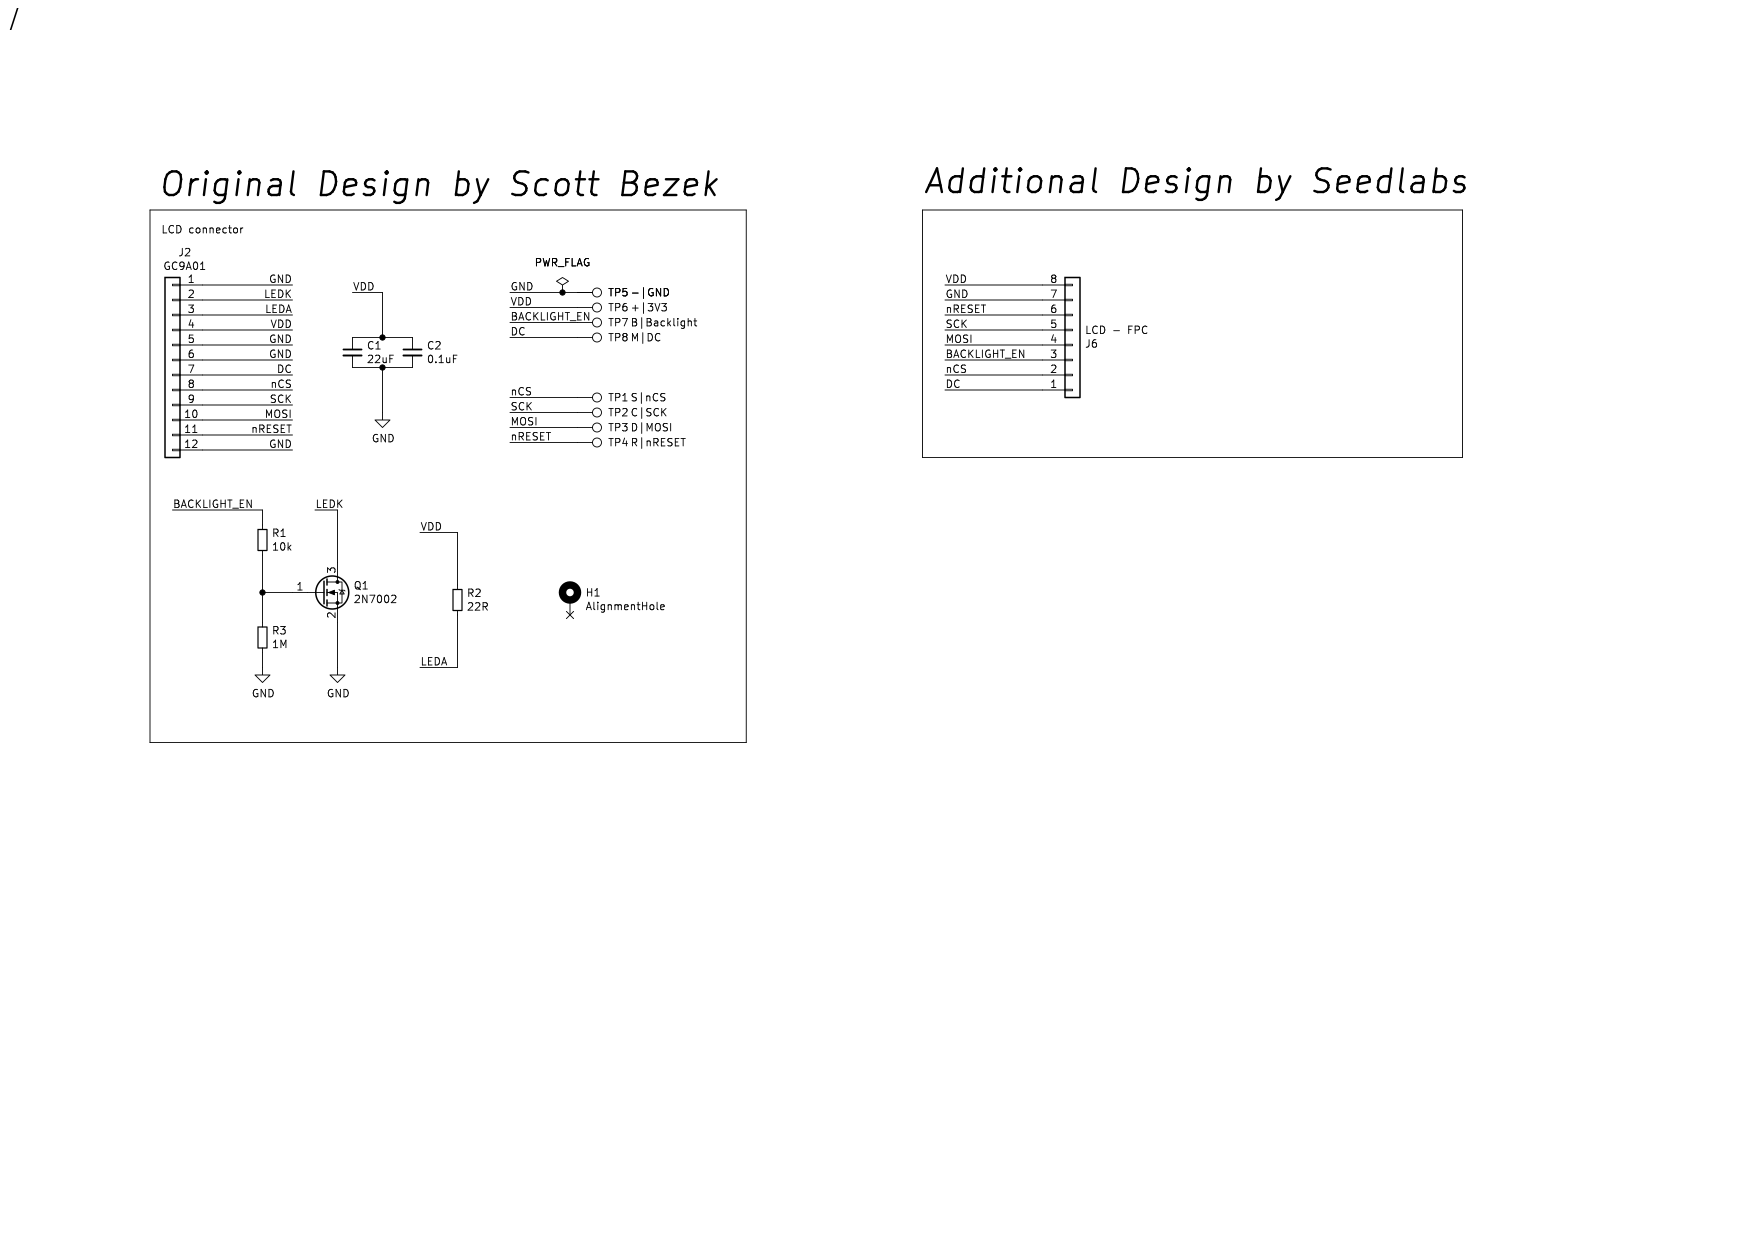 /
Original Design by Scott Bezek
LCD connector
J2
GC9A01
1 GND
2 LEDK
3 LEDA
4 VDD
5 GND
6 GND
7 DC
8 nCS
9 SCK
10 MOSI
11 nRESET
12 GND
VDD
C1
22uF
C2
0.1uF
GND
PWR_FLAG
GND TP5 -|GND
VDD TP6 +|3V3
BACKLIGHT_EN TP7 B|Backlight
DC TP8 M|DC
nCS TP1 S|nCS
SCK TP2 C|SCK
MOSI TP3 D|MOSI
nRESET TP4 R|nRESET
BACKLIGHT_EN
R1
10k
1
R3
1M
GND
LEDK
3
Q1
2N7002
2
GND
VDD
R2
22R
LEDA
H1
AlignmentHole
Additional Design by Seedlabs
VDD 8
GND 7
nRESET 6
SCK 5
MOSI 4
BACKLIGHT_EN 3
nCS 2
DC 1
LCD - FPC
J6